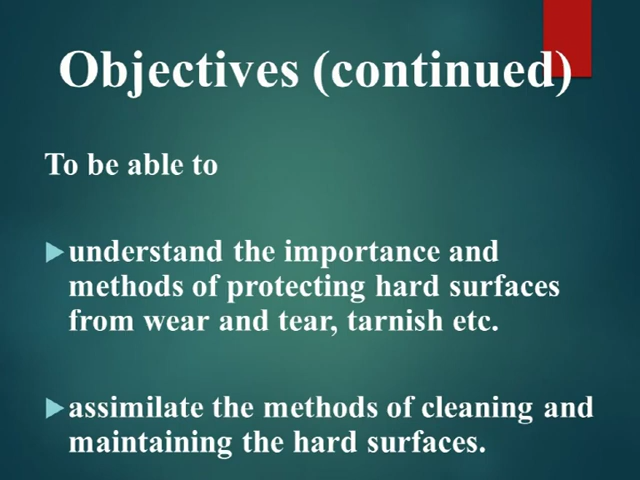 Objectives (continued)
To be able to
understand the importance and
methods of protecting hard surfaces
from wear and tear, tarnish etc.
assimilate the methods of cleaning and
maintaining the hard surfaces.